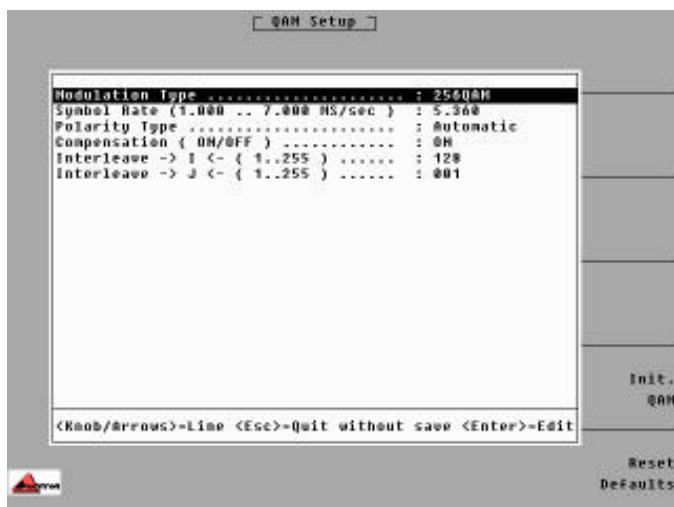 QAM Setup
Modulation Type ...................... : 256QAM
Symbol Rate (1.000 .. 7.000 MS/sec ) : 5.360
Polarity Type ....................... : Automatic
Compensation ( ON/OFF ) ............ : ON
Interleave -> I <- ( 1..255 ) ...... : 128
Interleave -> J <- ( 1..255 ) ...... : 001
<Knob/Arrows>=Line <Esc>=Quit without save <Enter>=Edit
Init.
QAM
Reset
Defaults